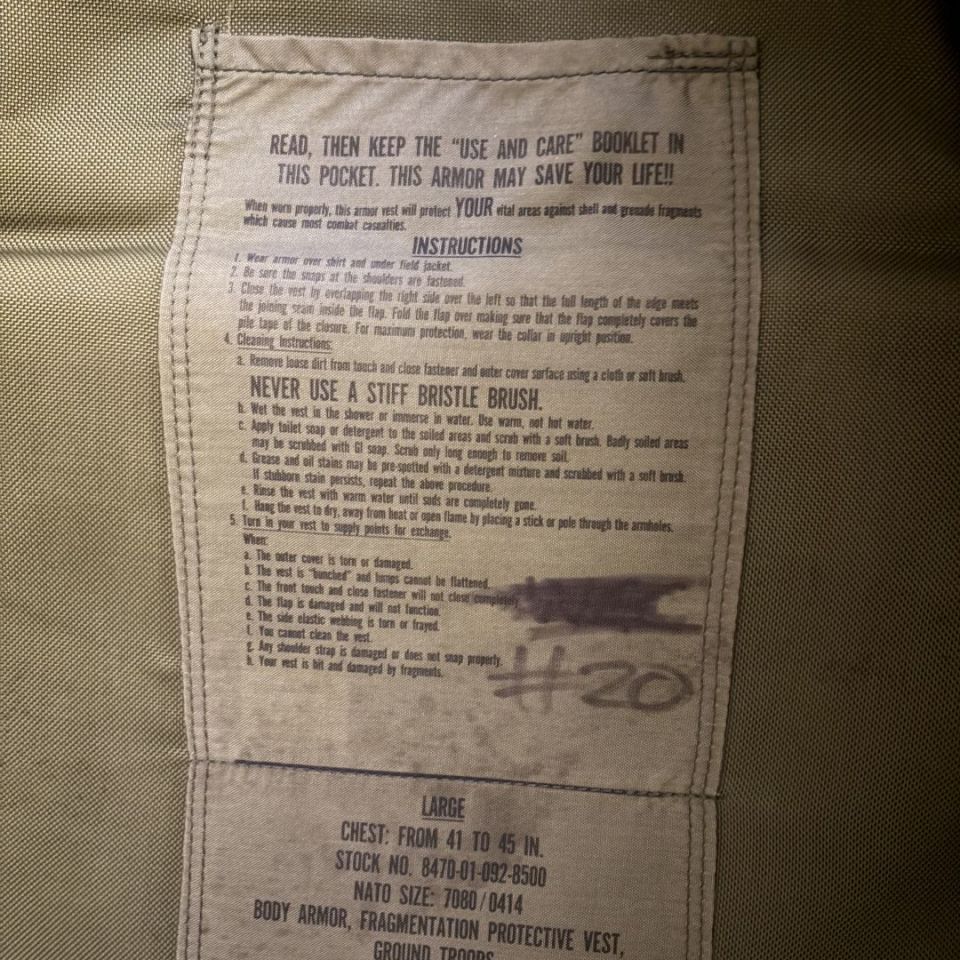 READ, THEN KEEP THE "USE AND CARE" BOOKLET IN
THIS POCKET. THIS ARMOR MAY SAVE YOUR LIFE!!
When worn properly, this armor vest will protect YOUR vital areas against shell and grenade fragments
which cause most combat casualties.
INSTRUCTIONS
1. Wear armor over shirt and under field jacket.
2. Be sure the snaps at the shoulders are fastened.
3. Close the vest by overlapping the right side over the left so that the full length of the edge meets
the joining seam inside the flap. Fold the flap over making sure that the flap completely covers the
pile tape of the closure. For maximum protection, wear the collar in upright position.
4. Cleaning Instructions:
a. Remove loose dirt from touch and close fastener and outer cover surface using a cloth or soft brush.
NEVER USE A STIFF BRISTLE BRUSH.
b. Wet the vest in the shower or immerse in water. Use warm, not hot water.
c. Apply toilet soap or detergent to the soiled areas and scrub with a soft brush. Badly soiled areas
may be scrubbed with GI soap. Scrub only long enough to remove soil.
d. Grease and oil stains may be pre-spotted with a detergent mixture and scrubbed with a soft brush.
If stubborn stain persists, repeat the above procedure.
e. Rinse the vest with warm water until suds are completely gone.
f. Hang the vest to dry, away from heat or open flame by placing a stick or pole through the armholes.
5. Turn in your vest to supply points for exchange.
When:
a. The outer cover is torn or damaged.
b. The vest is "bunched" and lumps cannot be flattened.
c. The front touch and close fastener will not close completely.
d. The flap is damaged and will not function.
e. The side elastic webbing is torn or frayed.
f. You cannot clean the vest.
g. Any shoulder strap is damaged or does not snap properly.
h. Your vest is hit and damaged by fragments.
#20
LARGE
CHEST: FROM 41 TO 45 IN.
STOCK NO. 8470-01-092-8500
NATO SIZE: 7080/0414
BODY ARMOR, FRAGMENTATION PROTECTIVE VEST,
GROUND TROOPS